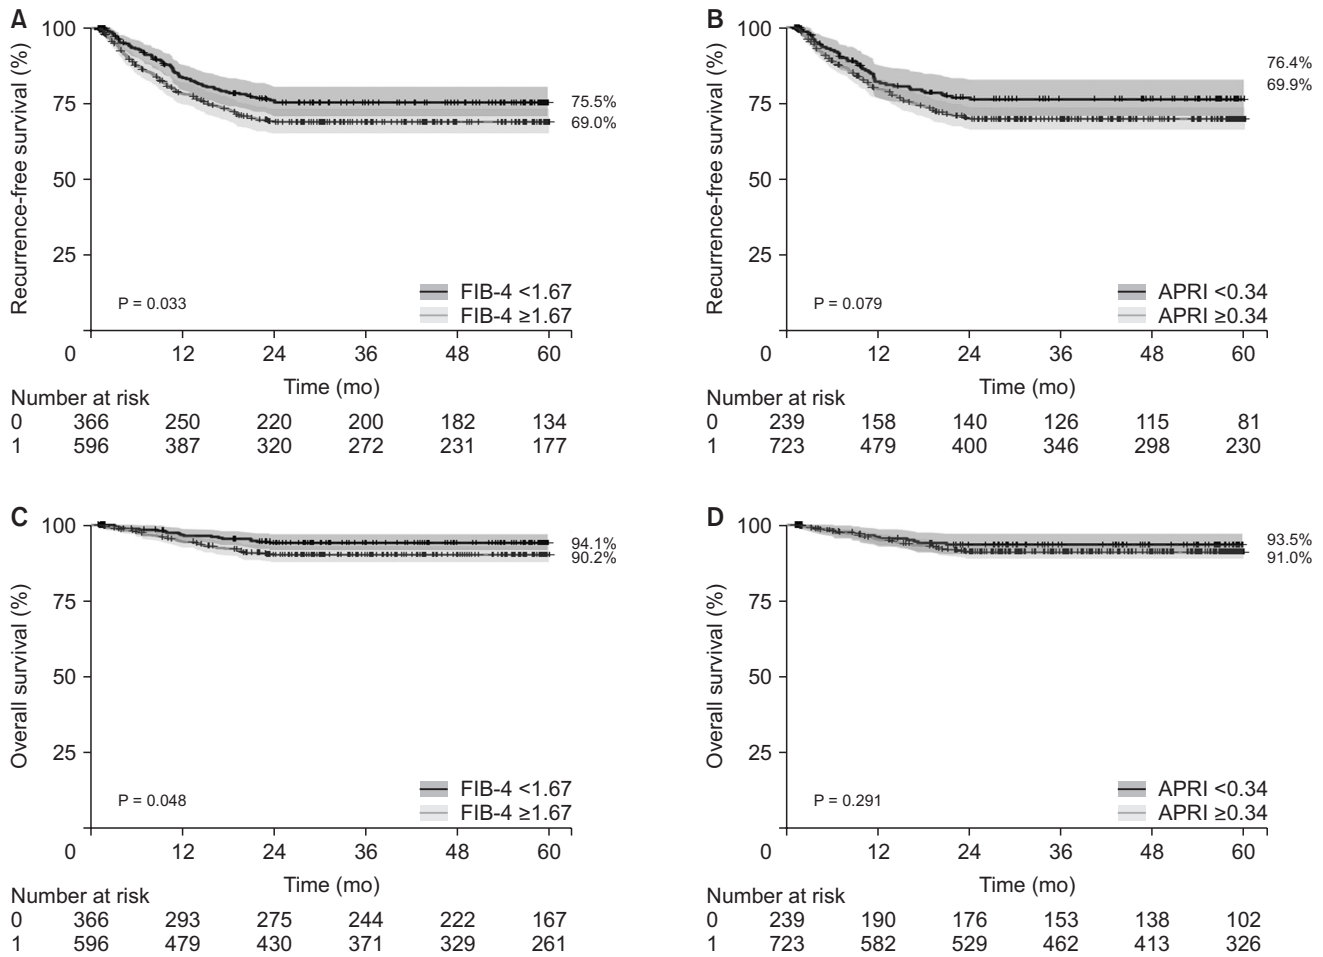 A
Recurrence-free survival (%)
100
75
50
25
0
75.5%
69.0%
P = 0.033
FIB-4 <1.67
FIB-4 ≥1.67
12 24 36 48 60
Time (mo)
Number at risk
0 366 250 220 200 182 134
1 596 387 320 272 231 177
B
Recurrence-free survival (%)
100
75
50
25
0
76.4%
69.9%
P = 0.079
APRI <0.34
APRI ≥0.34
12 24 36 48 60
Time (mo)
Number at risk
0 239 158 140 126 115 81
1 723 479 400 346 298 230
C
Overall survival (%)
100
75
50
25
0
94.1%
90.2%
P = 0.048
FIB-4 <1.67
FIB-4 ≥1.67
12 24 36 48 60
Time (mo)
Number at risk
0 366 293 275 244 222 167
1 596 479 430 371 329 261
D
Overall survival (%)
100
75
50
25
0
93.5%
91.0%
P = 0.291
APRI <0.34
APRI ≥0.34
12 24 36 48 60
Time (mo)
Number at risk
0 239 190 176 153 138 102
1 723 582 529 462 413 326